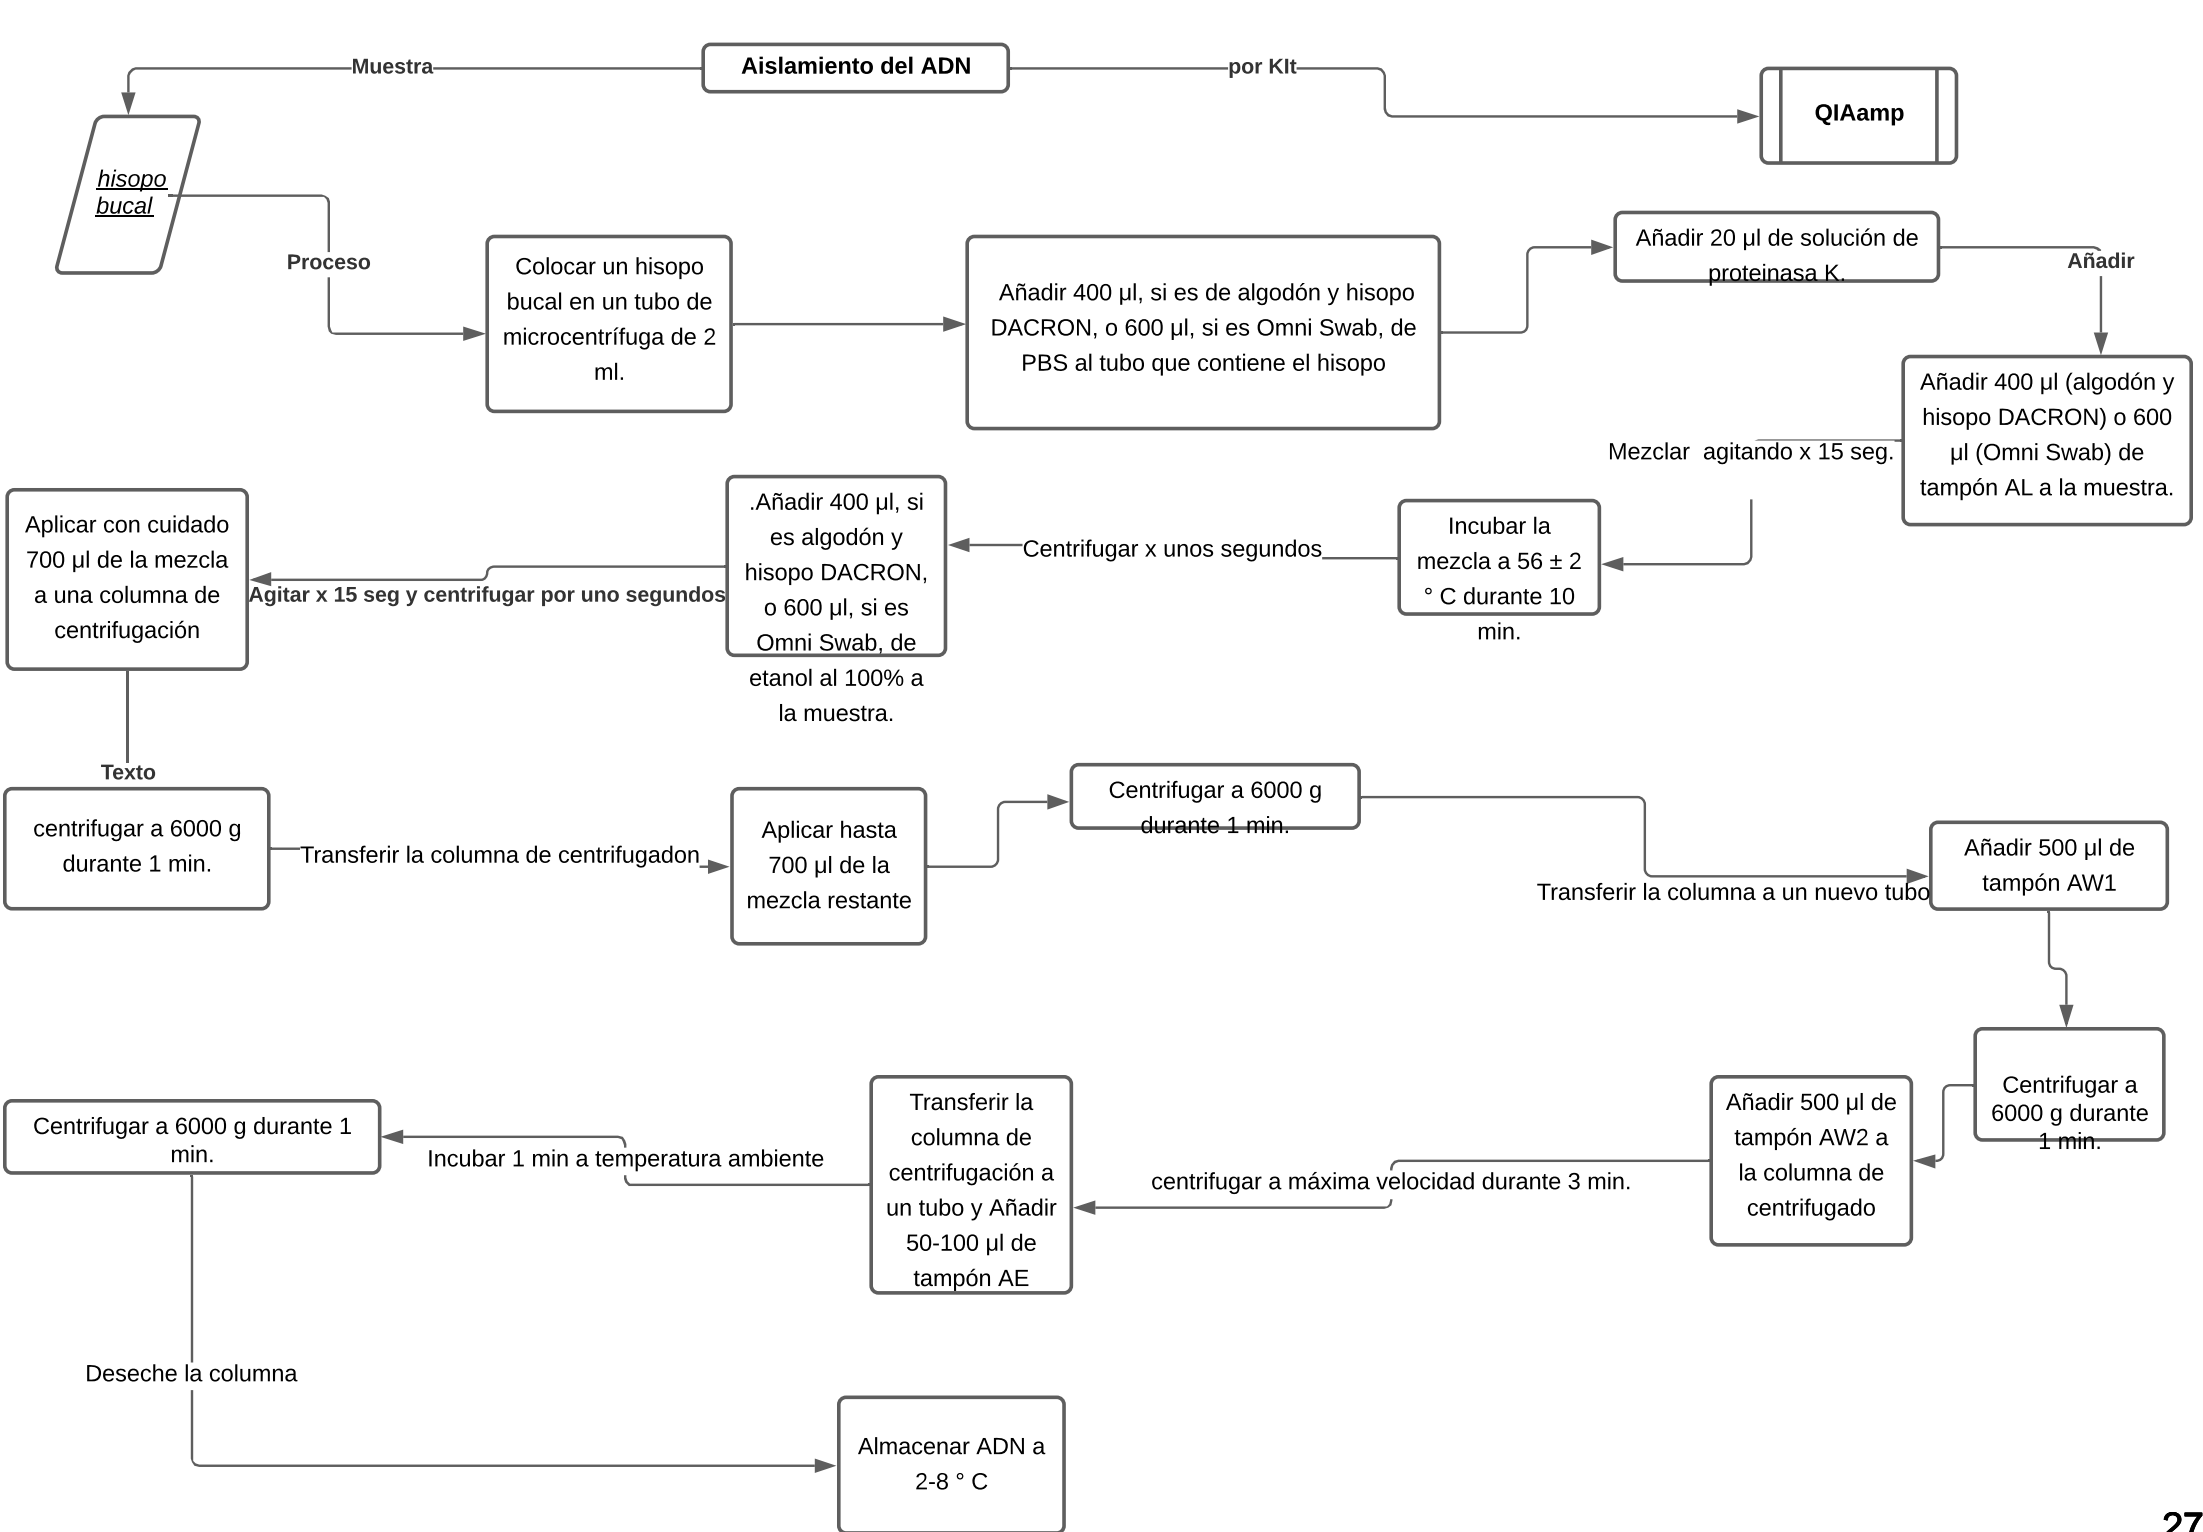 Muestra
Aislamiento del ADN
por KIt
QIAamp
hisopo
bucal
Proceso
Colocar un hisopo
bucal en un tubo de
microcentrífuga de 2
ml.
Añadir 400 μl, si es de algodón y hisopo
DACRON, o 600 μl, si es Omni Swab, de
PBS al tubo que contiene el hisopo
Añadir 20 μl de solución de
proteinasa K.
Añadir
Añadir 400 μl (algodón y
hisopo DACRON) o 600
μl (Omni Swab) de
tampón AL a la muestra.
Mezclar  agitando x 15 seg.
Incubar la
mezcla a 56 ± 2
° C durante 10
min.
Centrifugar x unos segundos
.Añadir 400 μl, si
es algodón y
hisopo DACRON,
o 600 μl, si es
Omni Swab, de
etanol al 100% a
la muestra.
Agitar x 15 seg y centrifugar por uno segundos
Aplicar con cuidado
700 μl de la mezcla
a una columna de
centrifugación
Texto
centrifugar a 6000 g
durante 1 min.
Transferir la columna de centrifugadon
Aplicar hasta
700 μl de la
mezcla restante
Centrifugar a 6000 g
durante 1 min.
Transferir la columna a un nuevo tubo
Añadir 500 μl de
tampón AW1
Centrifugar a
6000 g durante
1 min.
Añadir 500 μl de
tampón AW2 a
la columna de
centrifugado
centrifugar a máxima velocidad durante 3 min.
Transferir la
columna de
centrifugación a
un tubo y Añadir
50-100 μl de
tampón AE
Incubar 1 min a temperatura ambiente
Centrifugar a 6000 g durante 1
min.
Deseche la columna
Almacenar ADN a
2-8 ° C
27